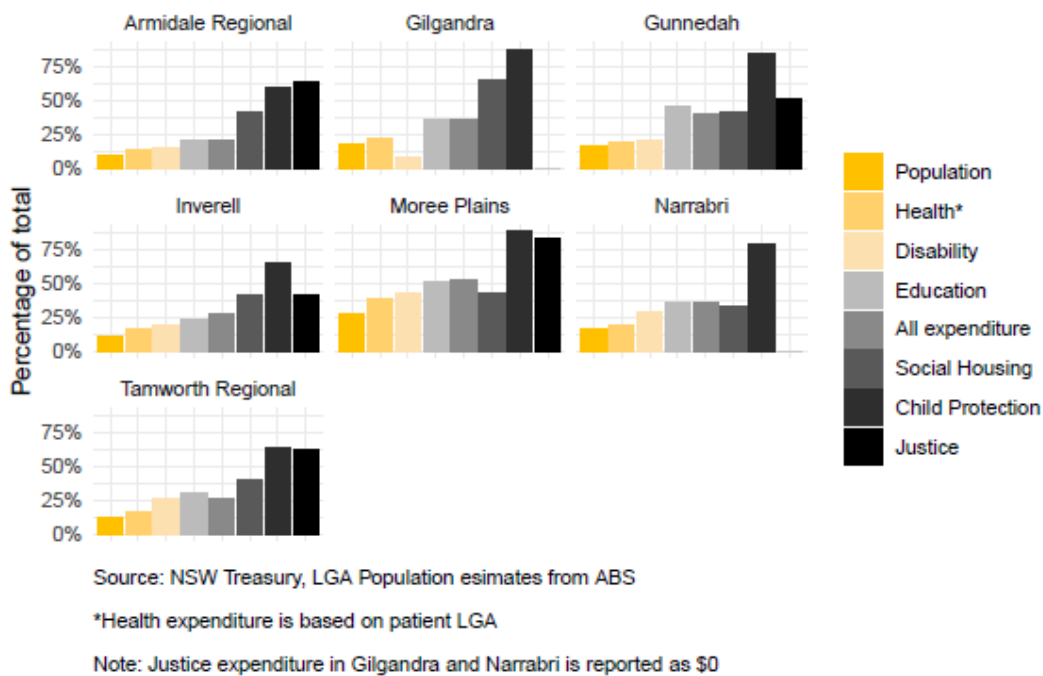 Armidale Regional
Gilgandra
Gunnedah
75%
50%
25%
0%
Inverell
Moree Plains
Narrabri
75%
50%
25%
0%
Tamworth Regional
75%
50%
25%
0%
Percentage of total
Population
Health*
Disability
Education
All expenditure
Social Housing
Child Protection
Justice
Source: NSW Treasury, LGA Population esimates from ABS
*Health expenditure is based on patient LGA
Note: Justice expenditure in Gilgandra and Narrabri is reported as $0